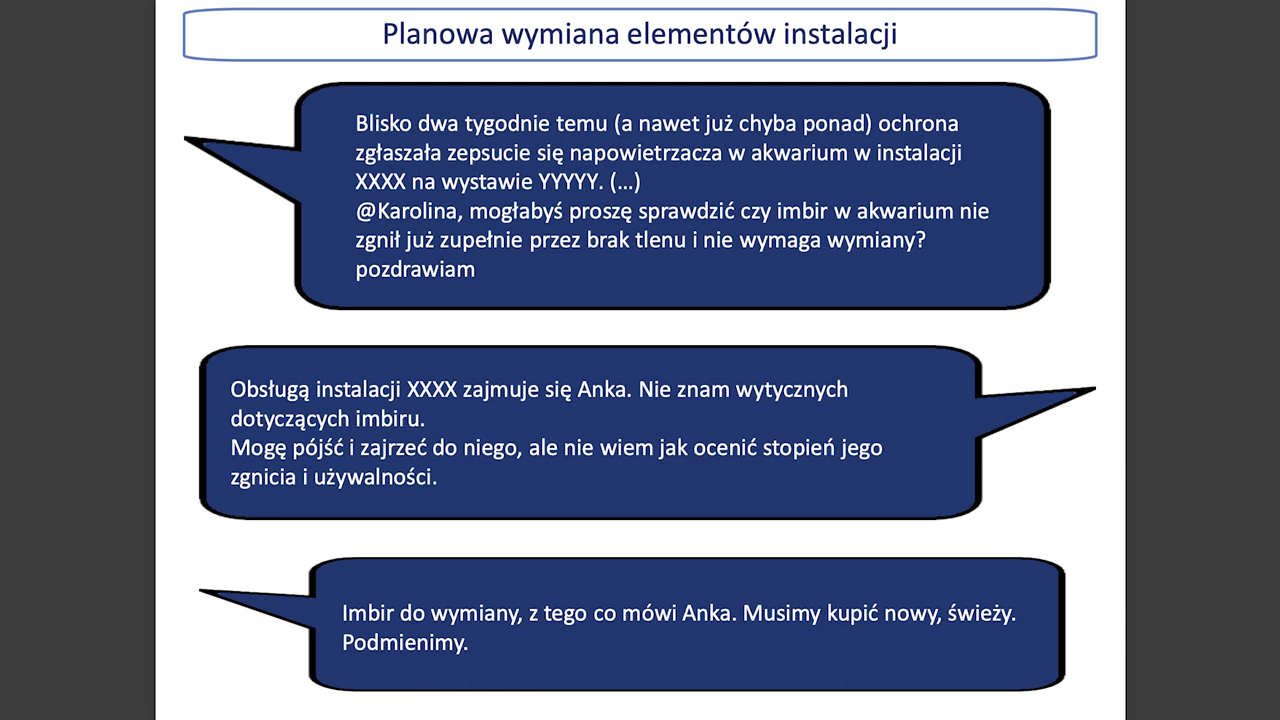 Planowa wymiana elementów instalacji
Blisko dwa tygodnie temu (a nawet już chyba ponad) ochrona
zgłaszała zepsucie się napowietrzacza w akwarium w instalacji
XXXX na wystawie YYYYY. (...)
@Karolina, mogłabyś proszę sprawdzić czy imbir w akwarium nie
zgnił już zupełnie przez brak tlenu i nie wymaga wymiany?
pozdrawiam
Obsługą instalacji XXXX zajmuje się Anka. Nie znam wytycznych
dotyczących imbiru.
Mogę pójść i zajrzeć do niego, ale nie wiem jak ocenić stopień jego
zgnicia i używalności.
Imbir do wymiany, z tego co mówi Anka. Musimy kupić nowy, świeży.
Podmienimy.